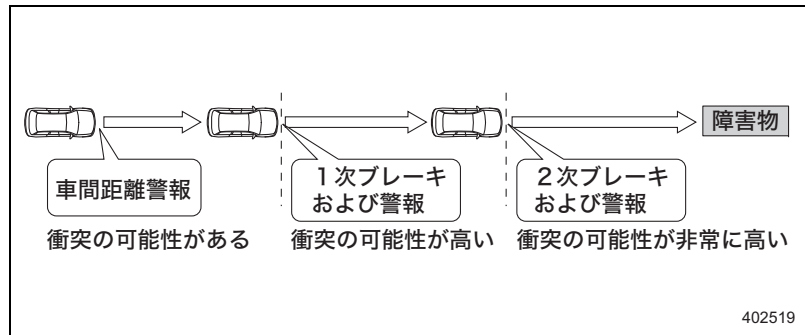 障害物
車間距離警報
１次ブレーキ
および警報
２次ブレーキ
および警報
衝突の可能性がある
衝突の可能性が高い
衝突の可能性が非常に高い
402519